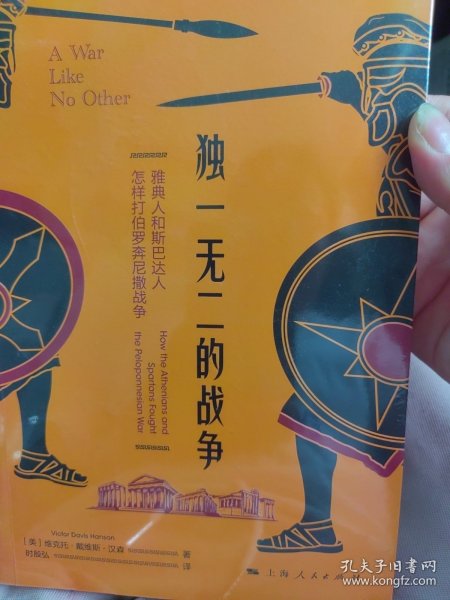 A War
Like
No Other
独一无二的战争
雅典人和斯巴达人
怎样打伯罗奔尼撒战争
How the Athenians and
Spartans Fought
the Peloponnesian War
Victor Davis Hanson
[美] 维克托·戴维斯·汉森 著
时殷弘 译
上海人民出版社
孔夫子旧书网
www.kongfz.com